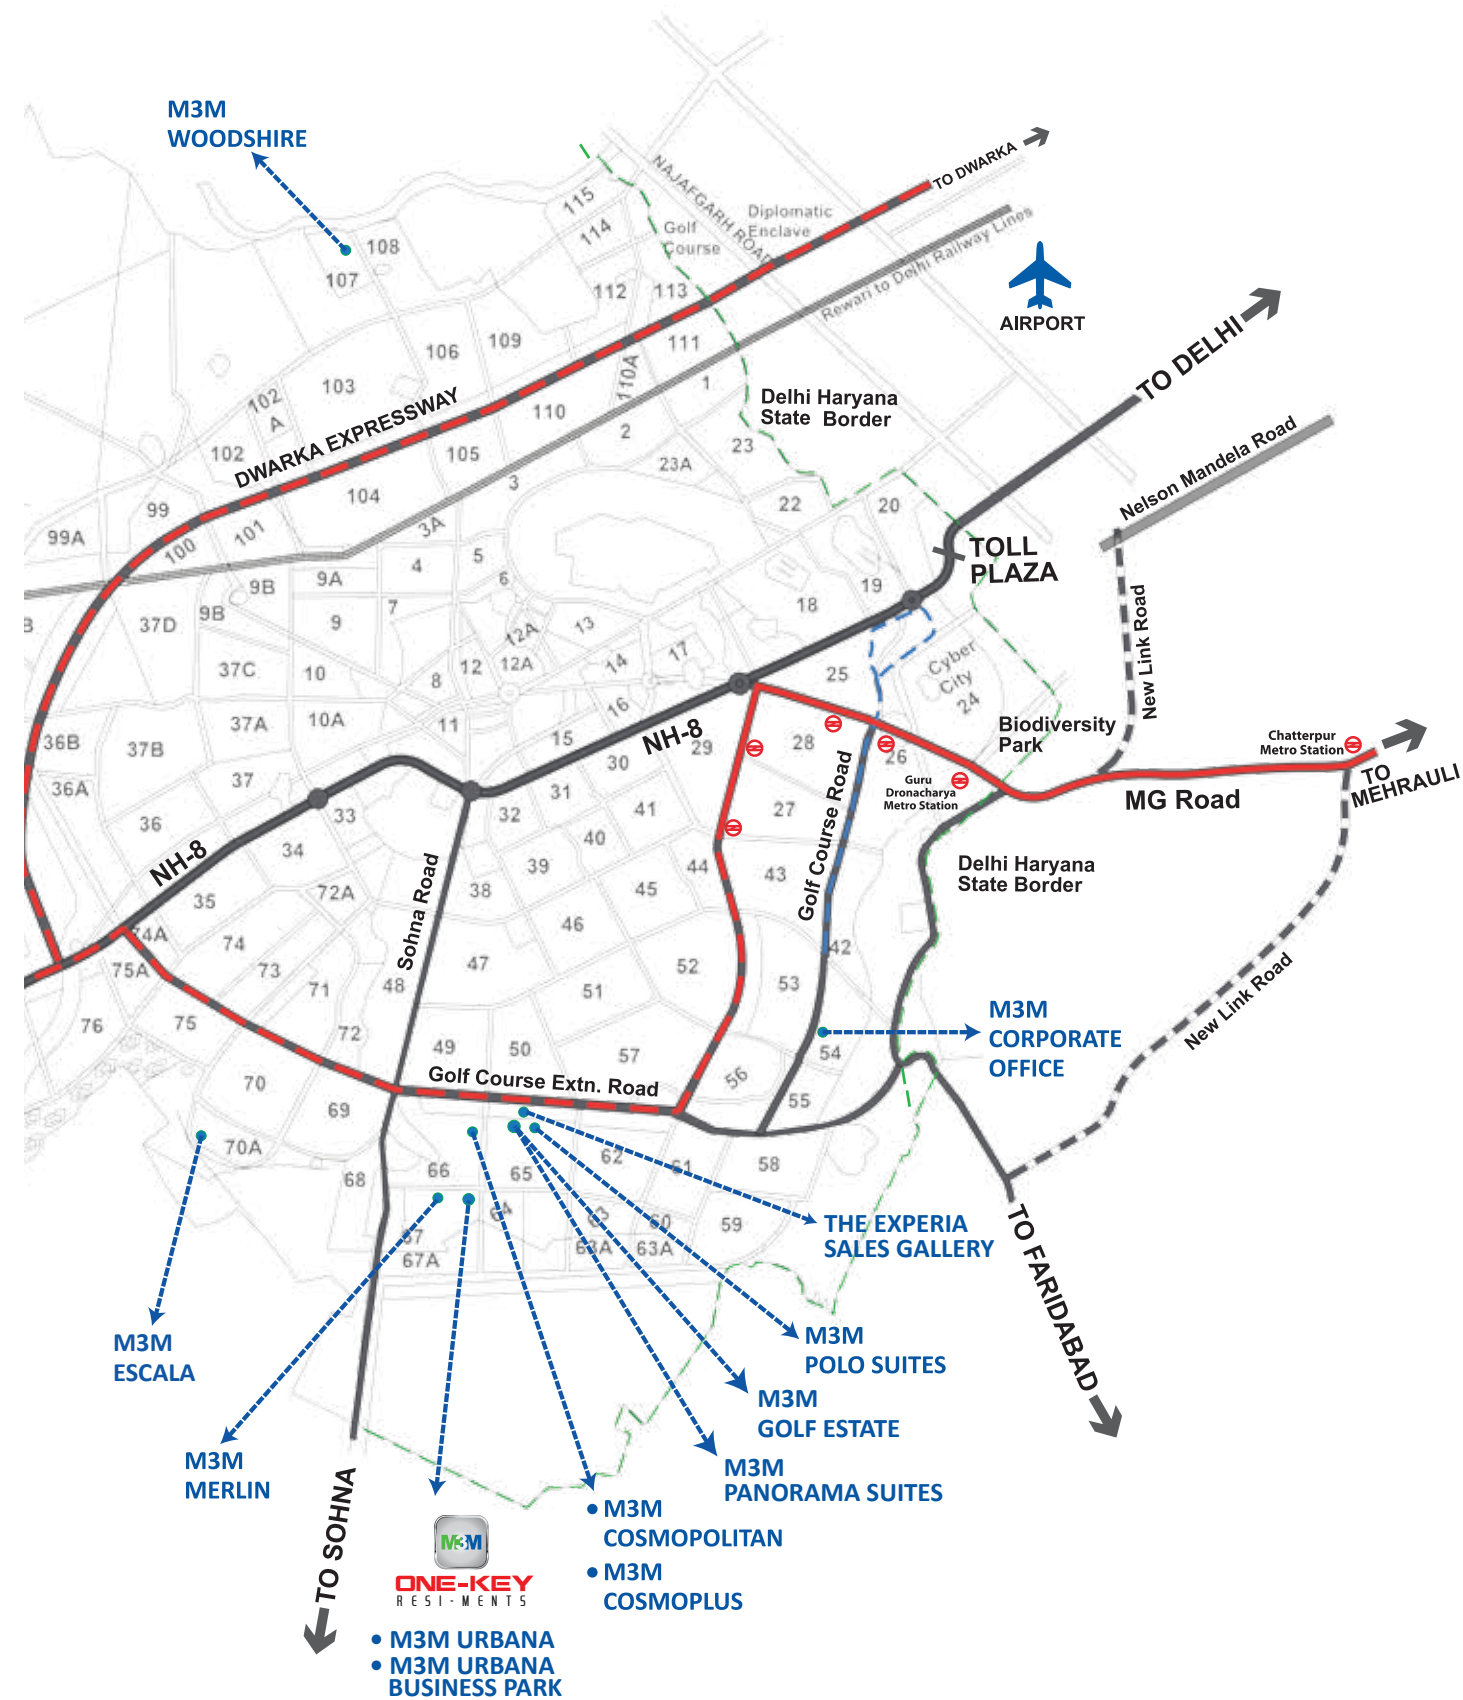 M3M
WOODSHIRE
NAJAFGARH ROAD
TO DWARKA
Diplomatic
Enclave
Golf
Course
115
114
108
107
112
113
Rewari to Delhi Railway Lines
AIRPORT
TO DELHI
111
109
106
110A
103
102
A
1
110
Delhi Haryana
State Border
DWARKA EXPRESSWAY
2
23
102
105
23A
3
Nelson Mandela Road
104
99
22
20
3A
99A
101
100
TOLL
PLAZA
5
4
6
9A
9B
19
18
9B
7
New Link Road
B
37D
9
12A
13
Cyber
City
24
17
14
12A
12
37C
10
8
25
16
10A
37A
11
Biodiversity
Park
36B
37B
15
NH-8
29
28
26
Chatterpur
Metro Station
37
30
Guru
Dronacharya
Metro Station
TO
MEHRAULI
36A
31
MG Road
36
33
32
41
27
Golf Course Road
34
40
NH-8
39
44
43
Delhi Haryana
State Border
35
72A
38
45
Sohna Road
46
74A
74
42
75A
73
47
52
71
48
53
51
New Link Road
76
75
72
M3M
CORPORATE
OFFICE
49
50
57
54
70
Golf Course Extn. Road
56
69
55
70A
62
61
58
68
66
65
64
63
60
59
THE EXPERIA
SALES GALLERY
TO FARIDABAD
67
67A
63A
63A
M3M
ESCALA
M3M
POLO SUITES
M3M
GOLF ESTATE
M3M
MERLIN
M3M
PANORAMA SUITES
TO SOHNA
M3M
COSMOPOLITAN
M3M
COSMOPLUS
M3M
ONE-KEY
RESI-MENTS
M3M URBANA
M3M URBANA
BUSINESS PARK